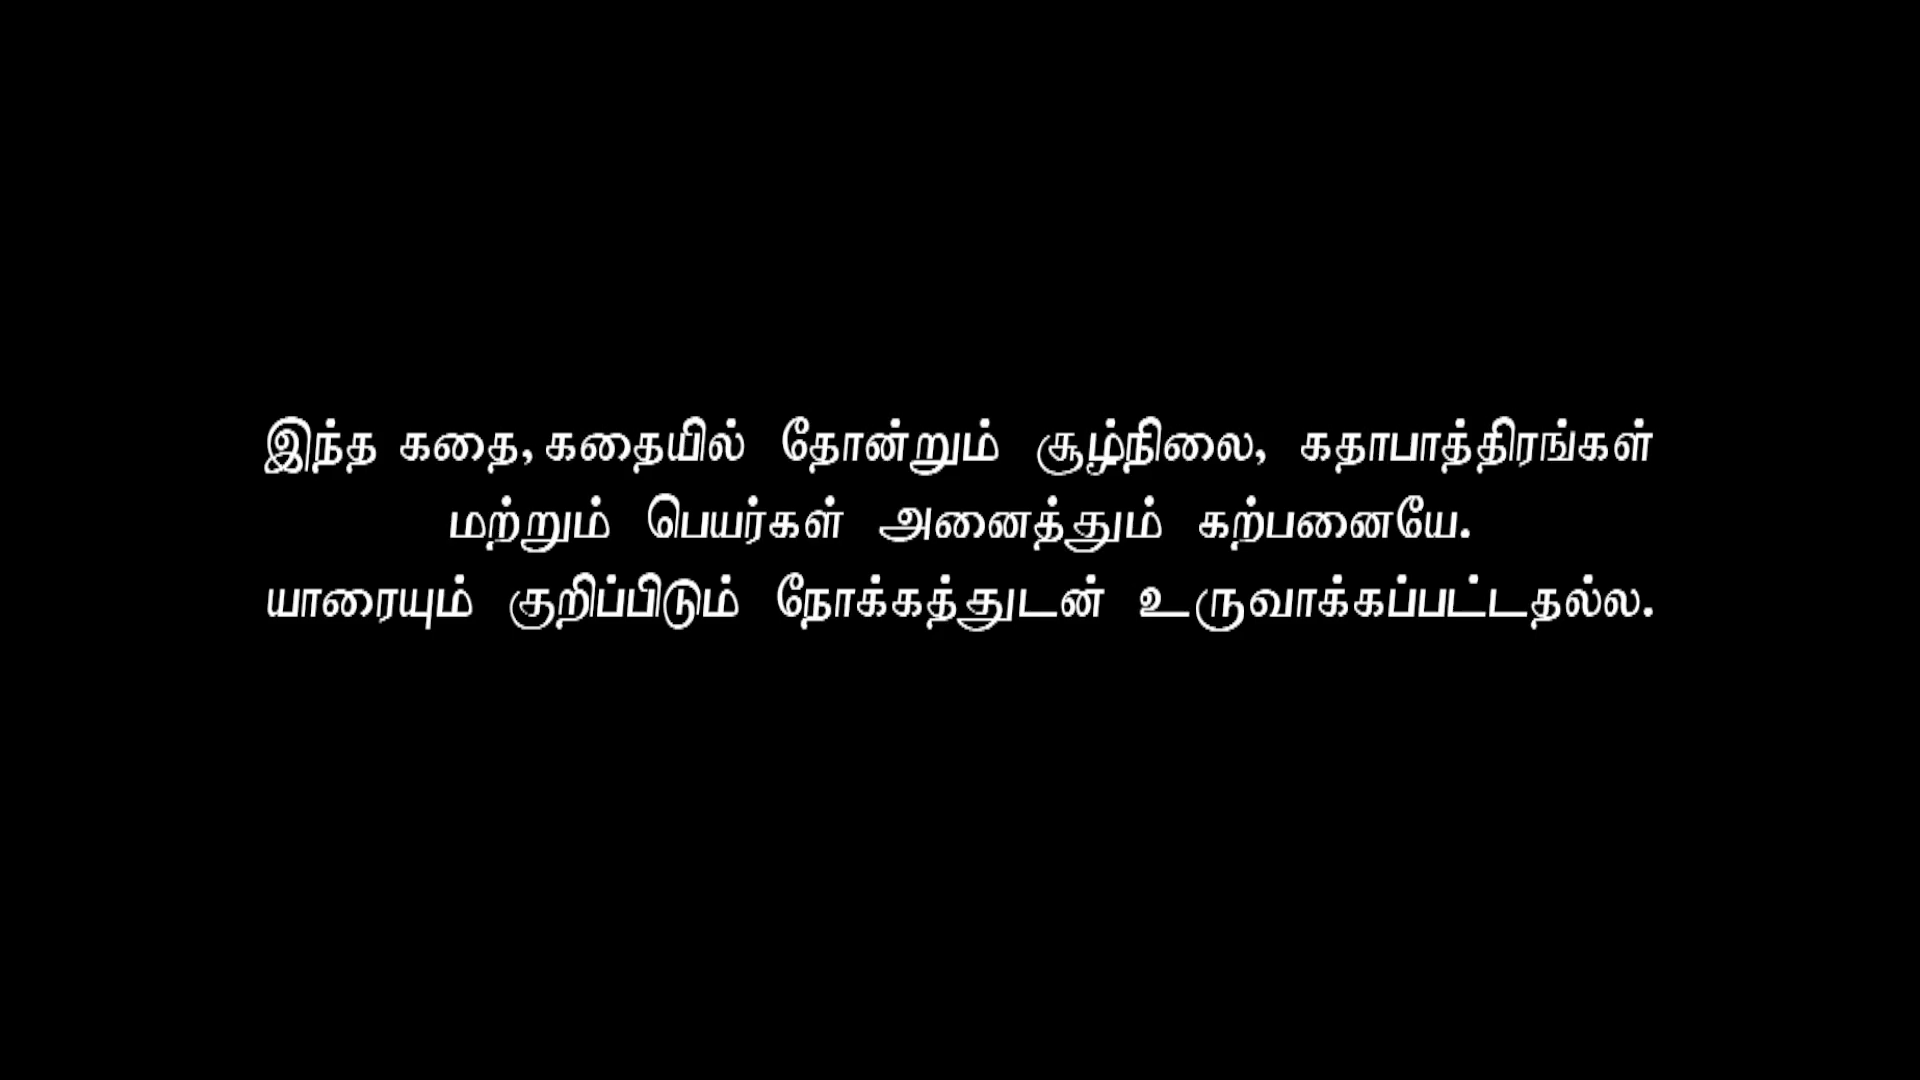 இந்த கதை, கதையில் தோன்றும் சூழ்நிலை, கதாபாத்திரங்கள்
மற்றும் பெயர்கள் அனைத்தும் கற்பனையே.
யாரையும் குறிப்பிடும் நோக்கத்துடன் உருவாக்கப்பட்டதல்ல.